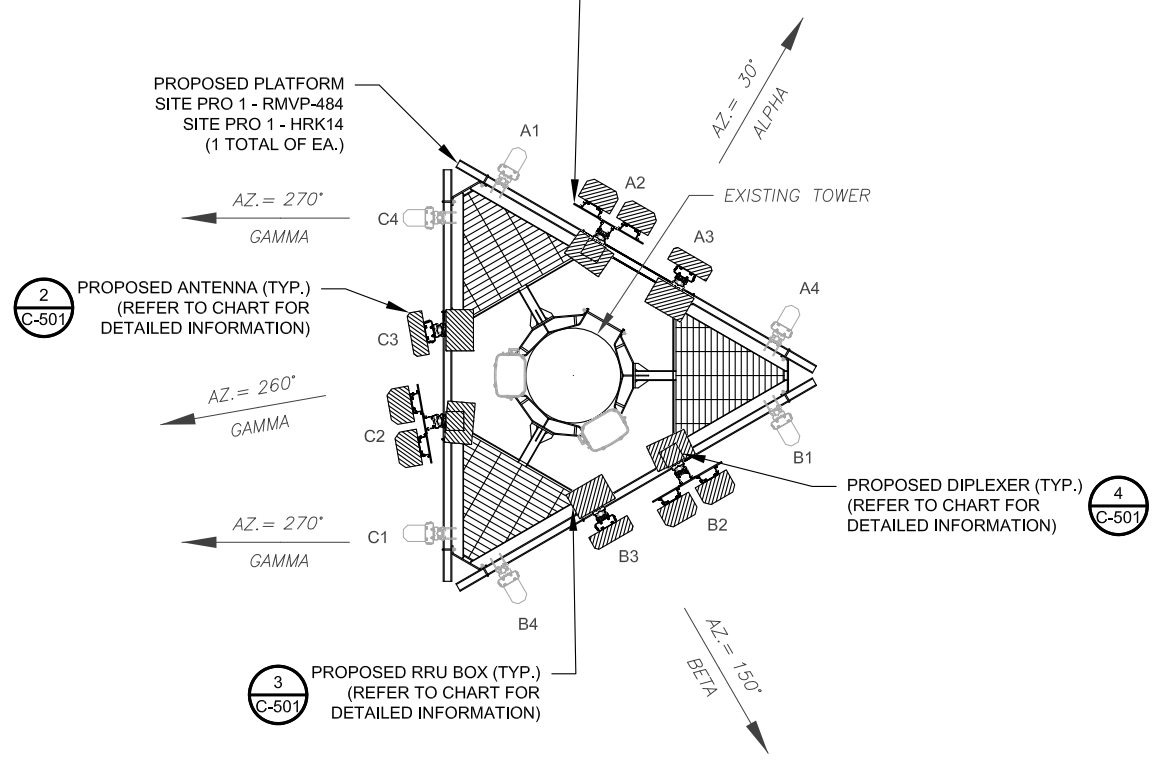 AZ.= 30°
ALPHA
PROPOSED PLATFORM
SITE PRO 1 - RMVP-484
SITE PRO 1 - HRK14
(1 TOTAL OF EA.)
A1
A2
EXISTING TOWER
AZ.= 270°
GAMMA
C4
A3
A4
2
C-501
PROPOSED ANTENNA (TYP.)
(REFER TO CHART FOR
DETAILED INFORMATION)
C3
AZ.= 260°
GAMMA
C2
B1
PROPOSED DIPLEXER (TYP.)
(REFER TO CHART FOR
DETAILED INFORMATION)
4
C-501
B2
AZ.= 270°
GAMMA
C1
B3
B4
AZ.= 150°
BETA
3
C-501
PROPOSED RRU BOX (TYP.)
(REFER TO CHART FOR
DETAILED INFORMATION)